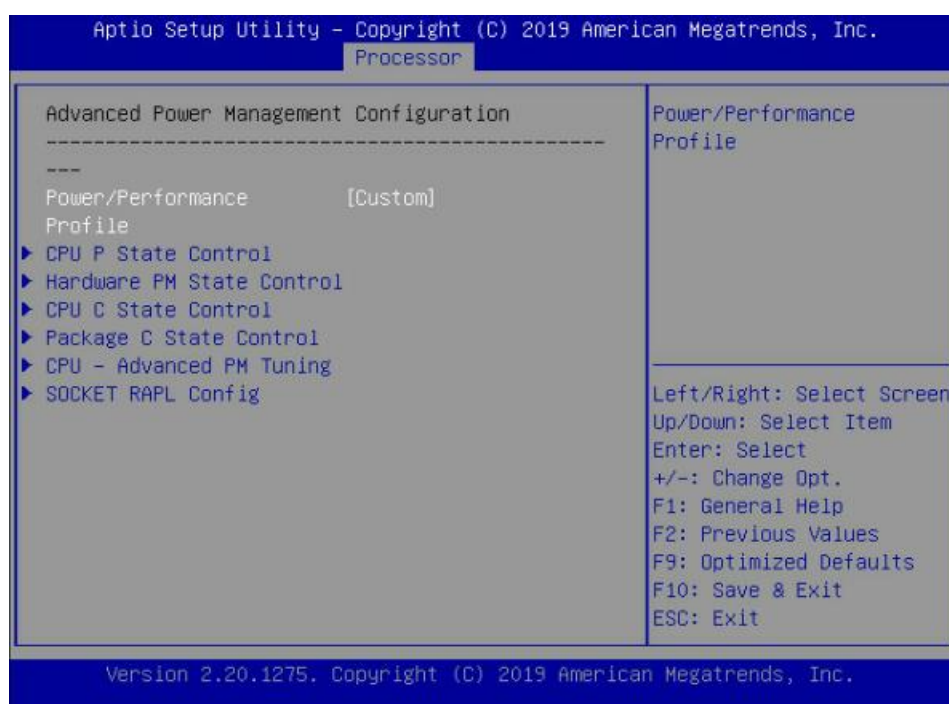 Aptio Setup Utility – Copyright (C) 2019 American Megatrends, Inc.
Processor
Advanced Power Management Configuration
-----------------------------------------------
---
Power/Performance [Custom]
Profile
CPU P State Control
Hardware PM State Control
CPU C State Control
Package C State Control
CPU – Advanced PM Tuning
SOCKET RAPL Config
Power/Performance
Profile
Left/Right: Select Screen
Up/Down: Select Item
Enter: Select
+/-: Change Opt.
F1: General Help
F2: Previous Values
F9: Optimized Defaults
F10: Save & Exit
ESC: Exit
Version 2.20.1275. Copyright (C) 2019 American Megatrends, Inc.